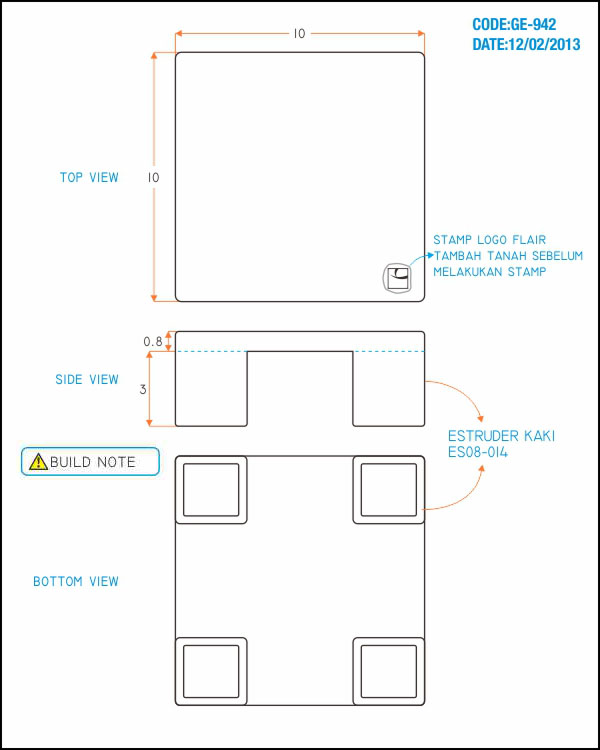 CODE:GE-942
DATE:12/02/2013
10
TOP VIEW
10
STAMP LOGO FLAIR
TAMBAH TANAH SEBELUM
MELAKUKAN STAMP
0.8
SIDE VIEW
3
ESTRUDER KAKI
ES08-014
BUILD NOTE
BOTTOM VIEW